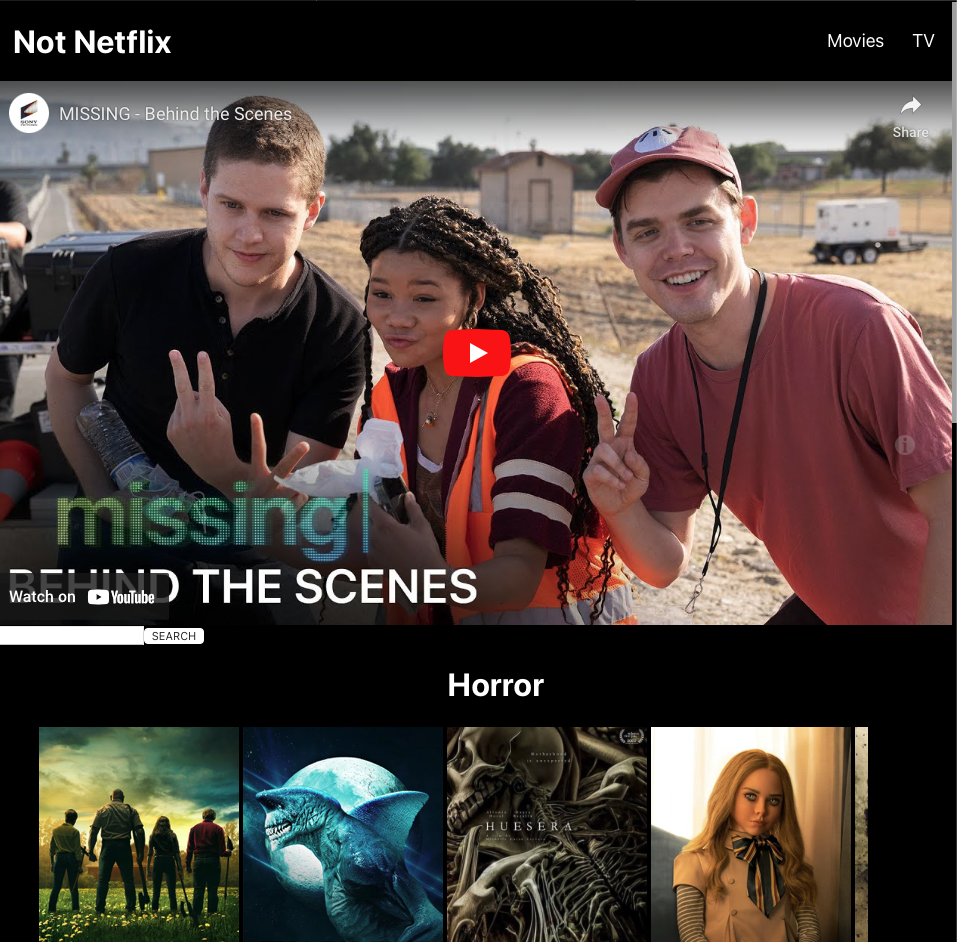 Not Netflix
Movies TV
MISSING - Behind the Scenes
Share
missing
BEHIND THE SCENES
Watch on YouTube
SEARCH
Horror
Motherhood
is unexpected
HUESERA